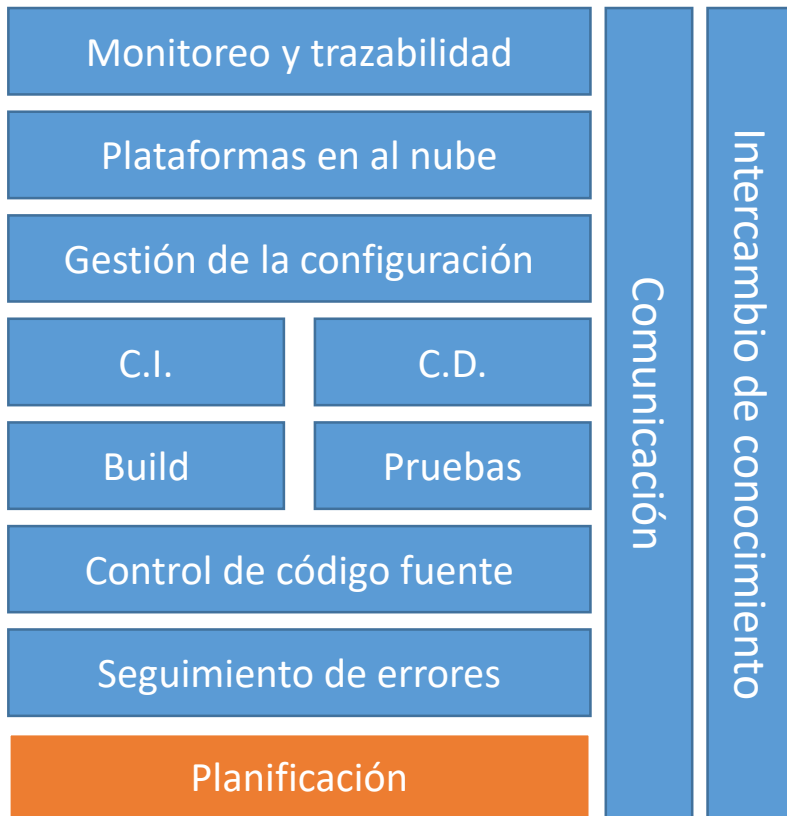 Monitoreo y trazabilidad
Plataformas en al nube
Gestión de la configuración
C.I.
C.D.
Build
Pruebas
Control de código fuente
Seguimiento de errores
Planificación
Comunicación
Intercambio de conocimiento